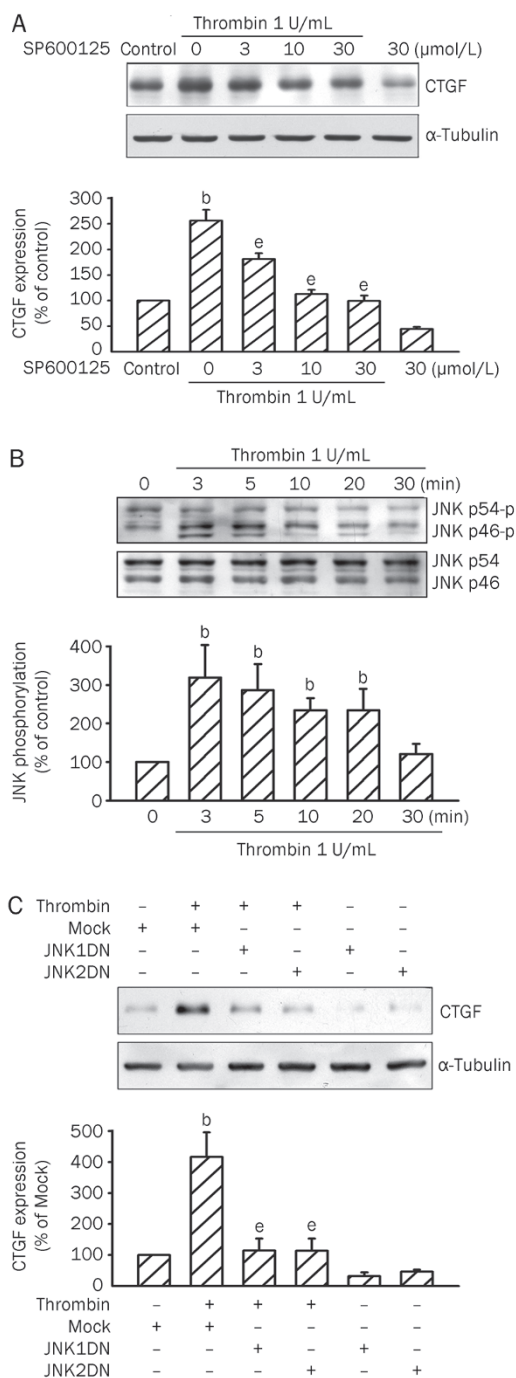 A
Thrombin 1 U/mL
SP600125 Control 0 3 10 30 30 (μmol/L)
CTGF
α-Tubulin
CTGF expression
(% of control)
300
250
200
150
100
50
0
b
e
e
e
SP600125 Control 0 3 10 30 30 (μmol/L)
Thrombin 1 U/mL
B
Thrombin 1 U/mL
0 3 5 10 20 30 (min)
JNK p54-p
JNK p46-p
JNK p54
JNK p46
JNK phosphorylation
(% of control)
400
300
200
100
0
b
b
b
b
0 3 5 10 20 30 (min)
Thrombin 1 U/mL
C
Thrombin – + + + – –
Mock + + – – – –
JNK1DN – – + – + –
JNK2DN – – – + – +
CTGF
α-Tubulin
CTGF expression
(% of Mock)
500
400
300
200
100
0
b
e
e
Thrombin – + + + – –
Mock + + – – – –
JNK1DN – – + – + –
JNK2DN – – – + – +